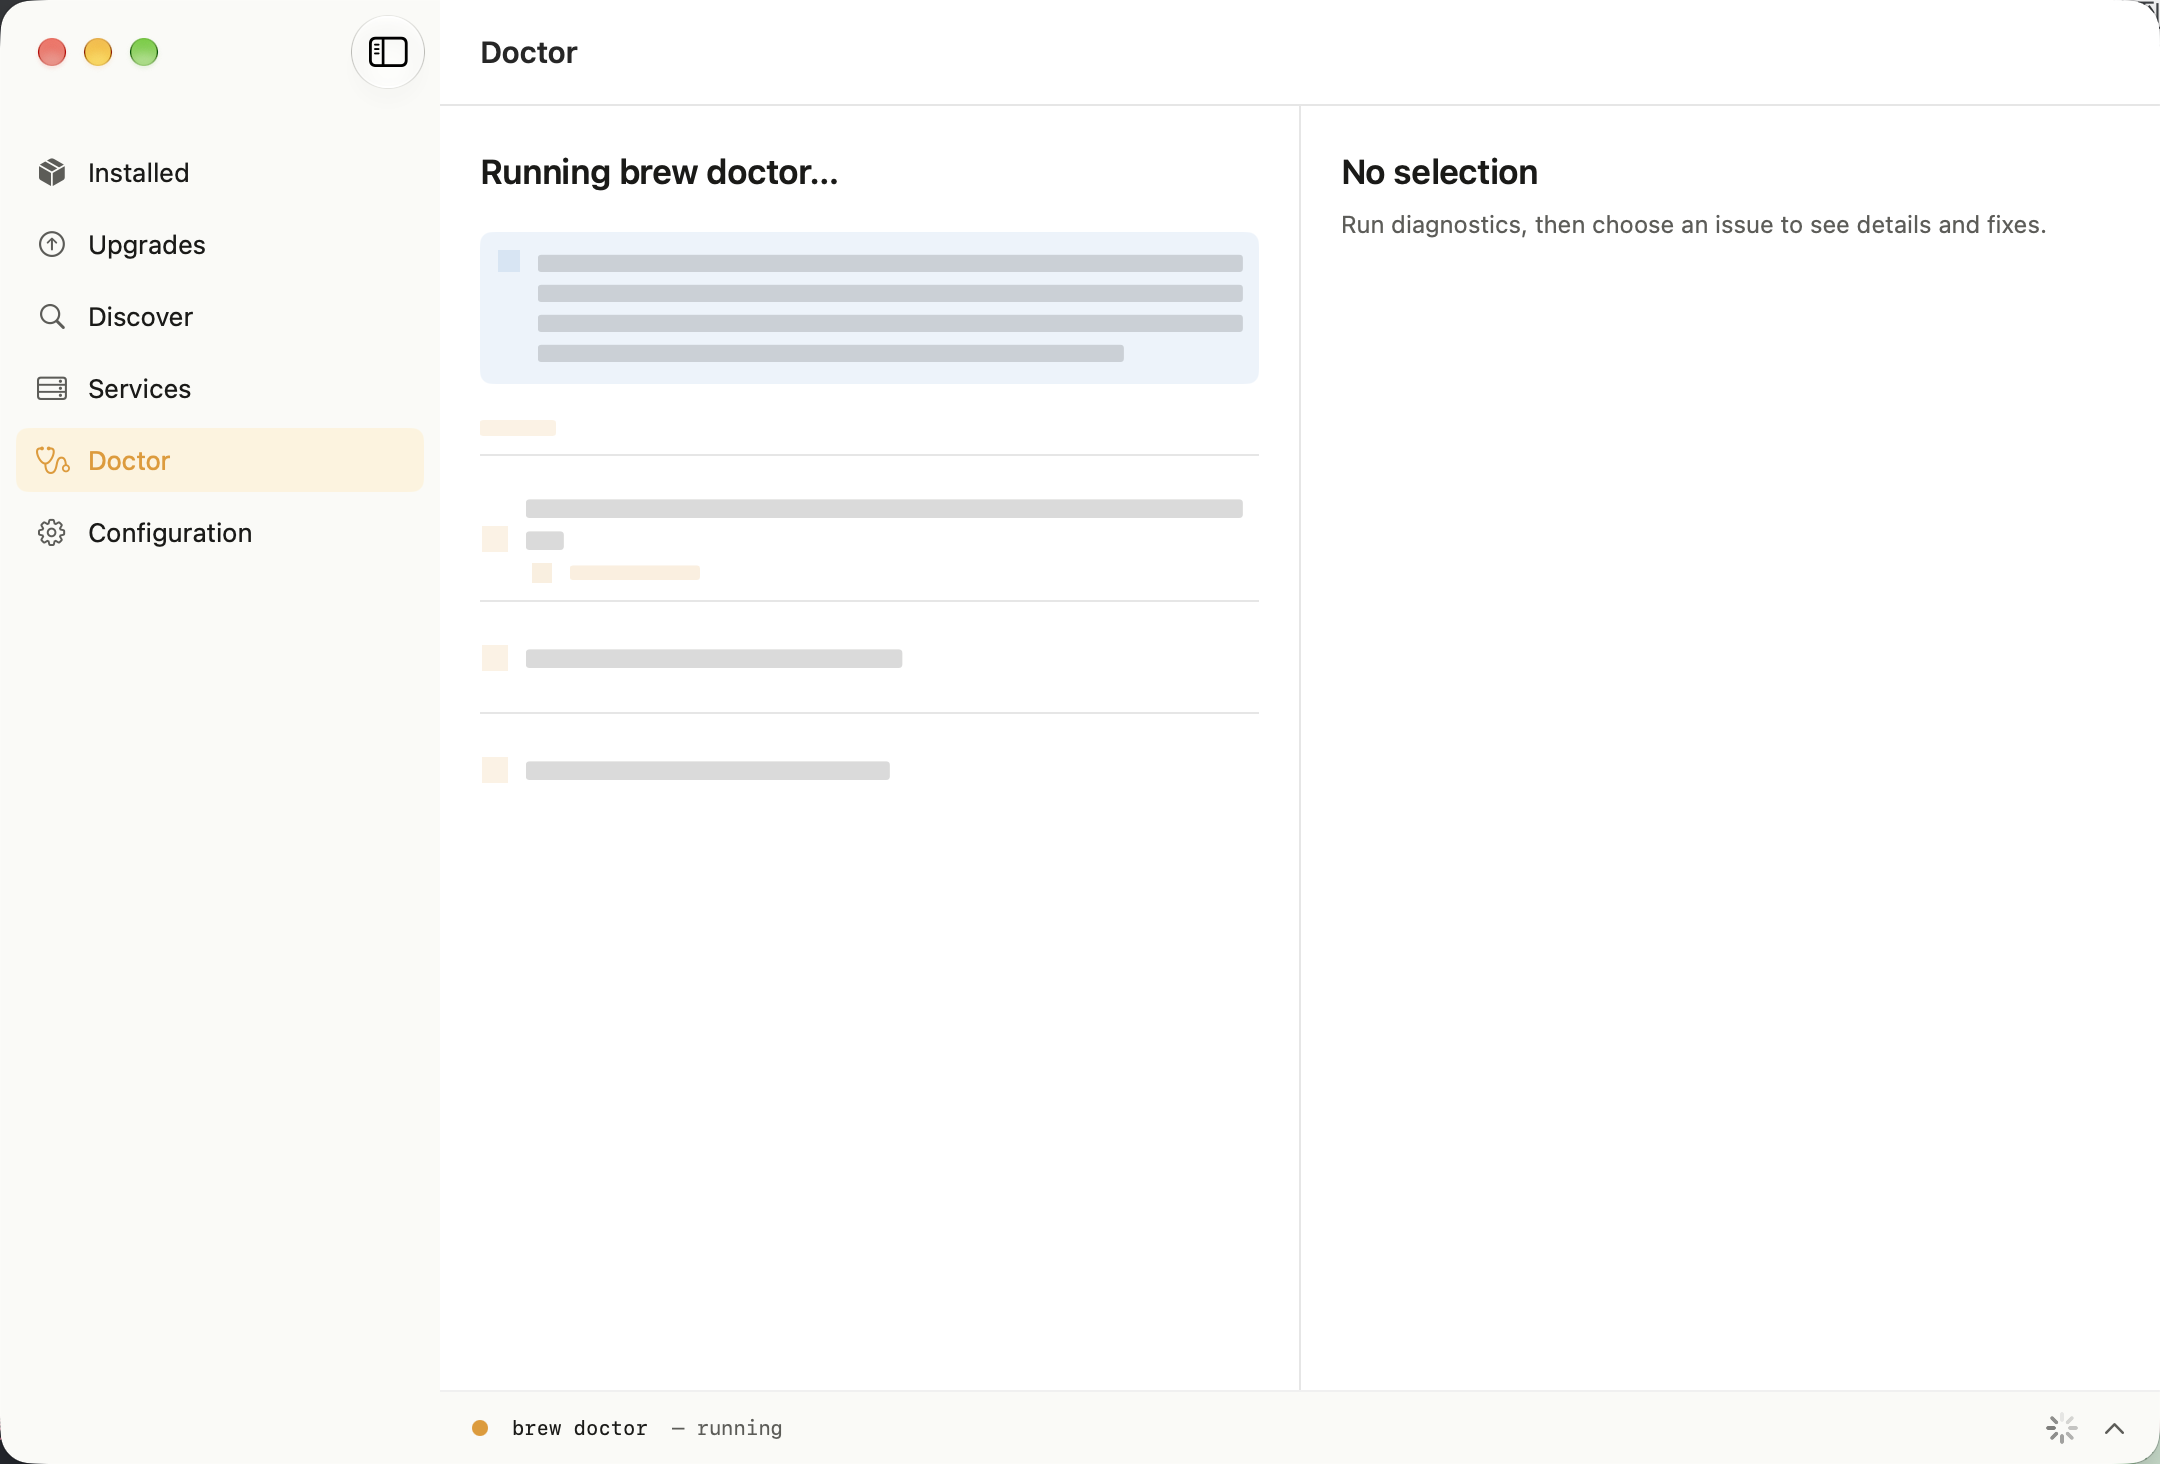 Doctor
Installed
Upgrades
Discover
Services
Doctor
Configuration
Running brew doctor...
No selection
Run diagnostics, then choose an issue to see details and fixes.
brew doctor — running